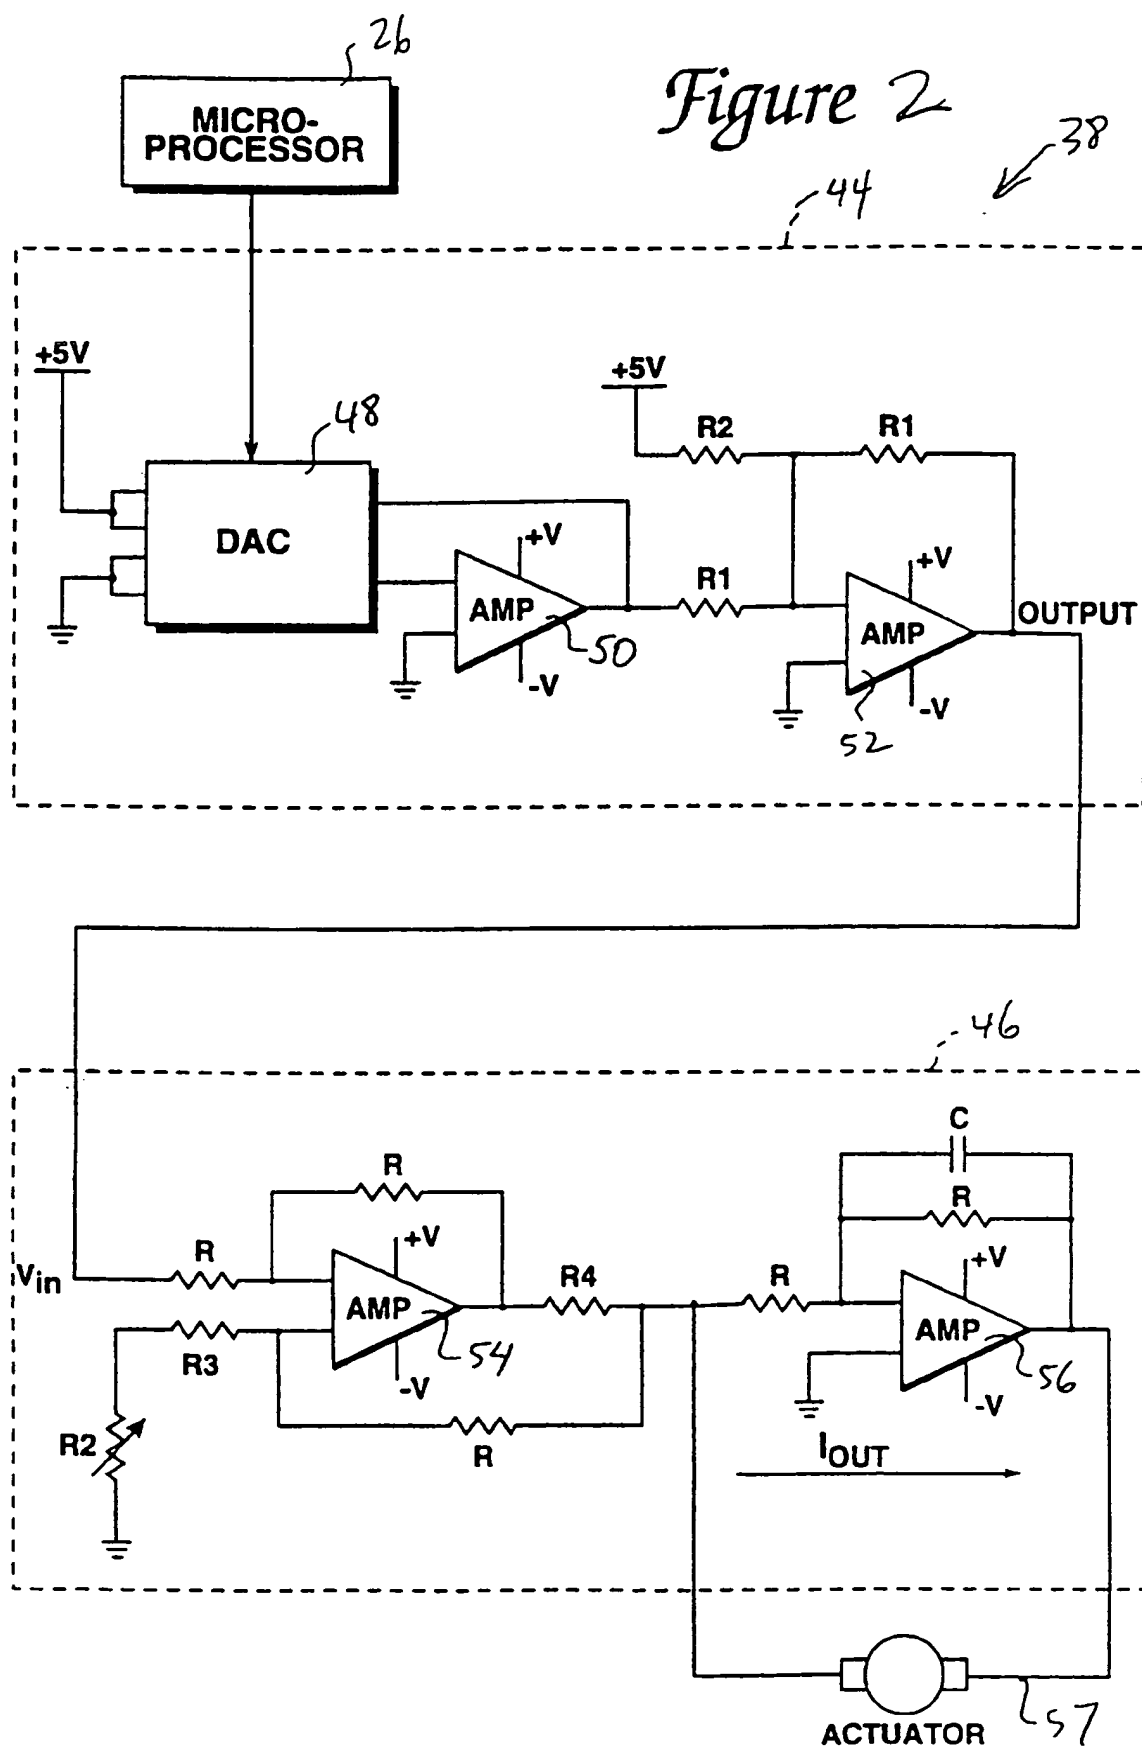 26
Figure 2
MICRO-
PROCESSOR
38
44
+5V
+5V
48
R2
R1
DAC
+V
+V
R1
AMP
OUTPUT
AMP
50
-V
-V
52
46
C
R
R
+V
R
+V
Vin
R4
R
AMP
AMP
54
56
R3
-V
-V
R2
R
IOUT
57
ACTUATOR